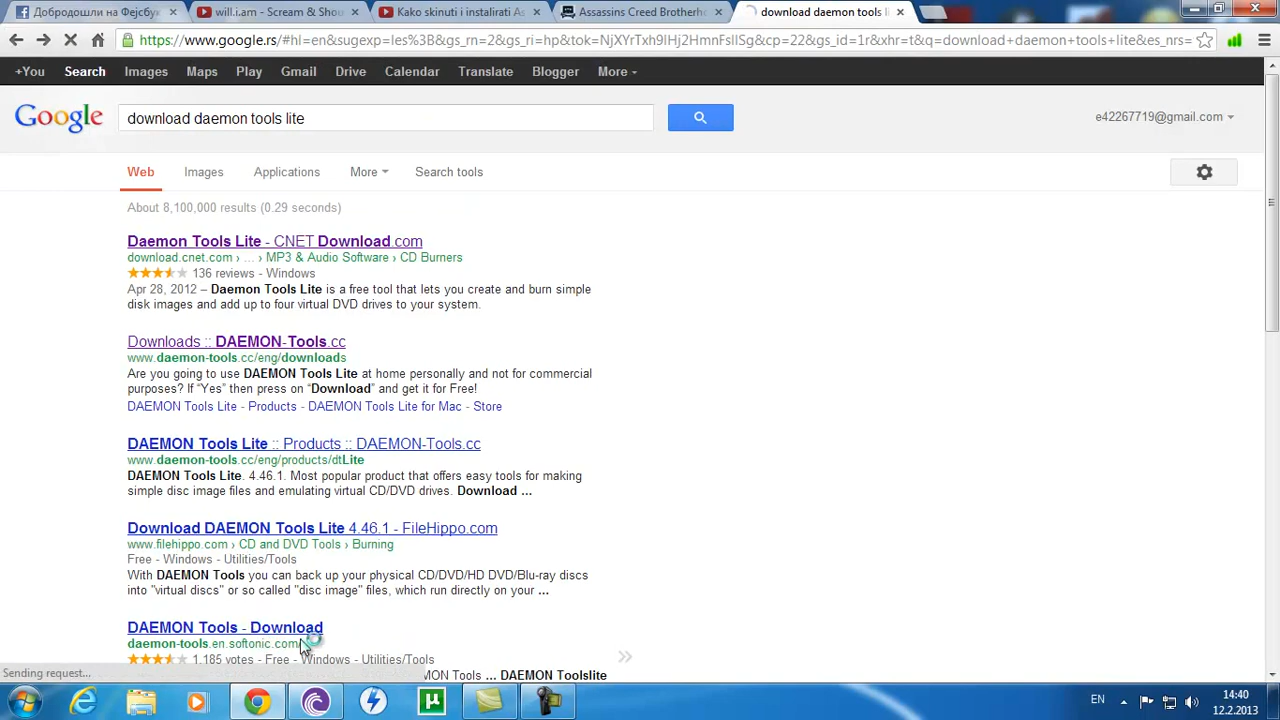 Добродошли на Фејсбук
will.i.am - Scream & Shou
Kako skinuti i instalirati As
Assassins Creed Brotherho
download daemon tools li
https://www.google.rs/#hl=en&sugexp=les%3B&gs_rn=2&gs_ri=hp&tok=NjXYrTxh9lHj2HmnFsllSg&cp=22&gs_id=1r&xhr=t&q=download+daemon+tools+lite&es_nrs=
+You Search Images Maps Play Gmail Drive Calendar Translate Blogger More
Google
download daemon tools lite
e42267719@gmail.com
Web Images Applications More Search tools
About 8,100,000 results (0.29 seconds)
Daemon Tools Lite - CNET Download.com
download.cnet.com › ... › MP3 & Audio Software › CD Burners
136 reviews - Windows
Apr 28, 2012 – Daemon Tools Lite is a free tool that lets you create and burn simple
disk images and add up to four virtual DVD drives to your system.
Downloads :: DAEMON-Tools.cc
www.daemon-tools.cc/eng/downloads
Are you going to use DAEMON Tools Lite at home personally and not for commercial
purposes? If “Yes” then press on “Download” and get it for Free!
DAEMON Tools Lite - Products - DAEMON Tools Lite for Mac - Store
DAEMON Tools Lite :: Products :: DAEMON-Tools.cc
www.daemon-tools.cc/eng/products/dtLite
DAEMON Tools Lite. 4.46.1. Most popular product that offers easy tools for making
simple disc image files and emulating virtual CD/DVD drives. Download ...
Download DAEMON Tools Lite 4.46.1 - FileHippo.com
www.filehippo.com › CD and DVD Tools › Burning
Free - Windows - Utilities/Tools
With DAEMON Tools you can back up your physical CD/DVD/HD DVD/Blu-ray discs
into "virtual discs" or so called "disc image" files, which run directly on your ...
DAEMON Tools - Download
daemon-tools.en.softonic.com/
1,185 votes - Free - Windows - Utilities/Tools
Sending request...
MON Tools ... DAEMON Toolslite
EN
14:40
12.2.2013